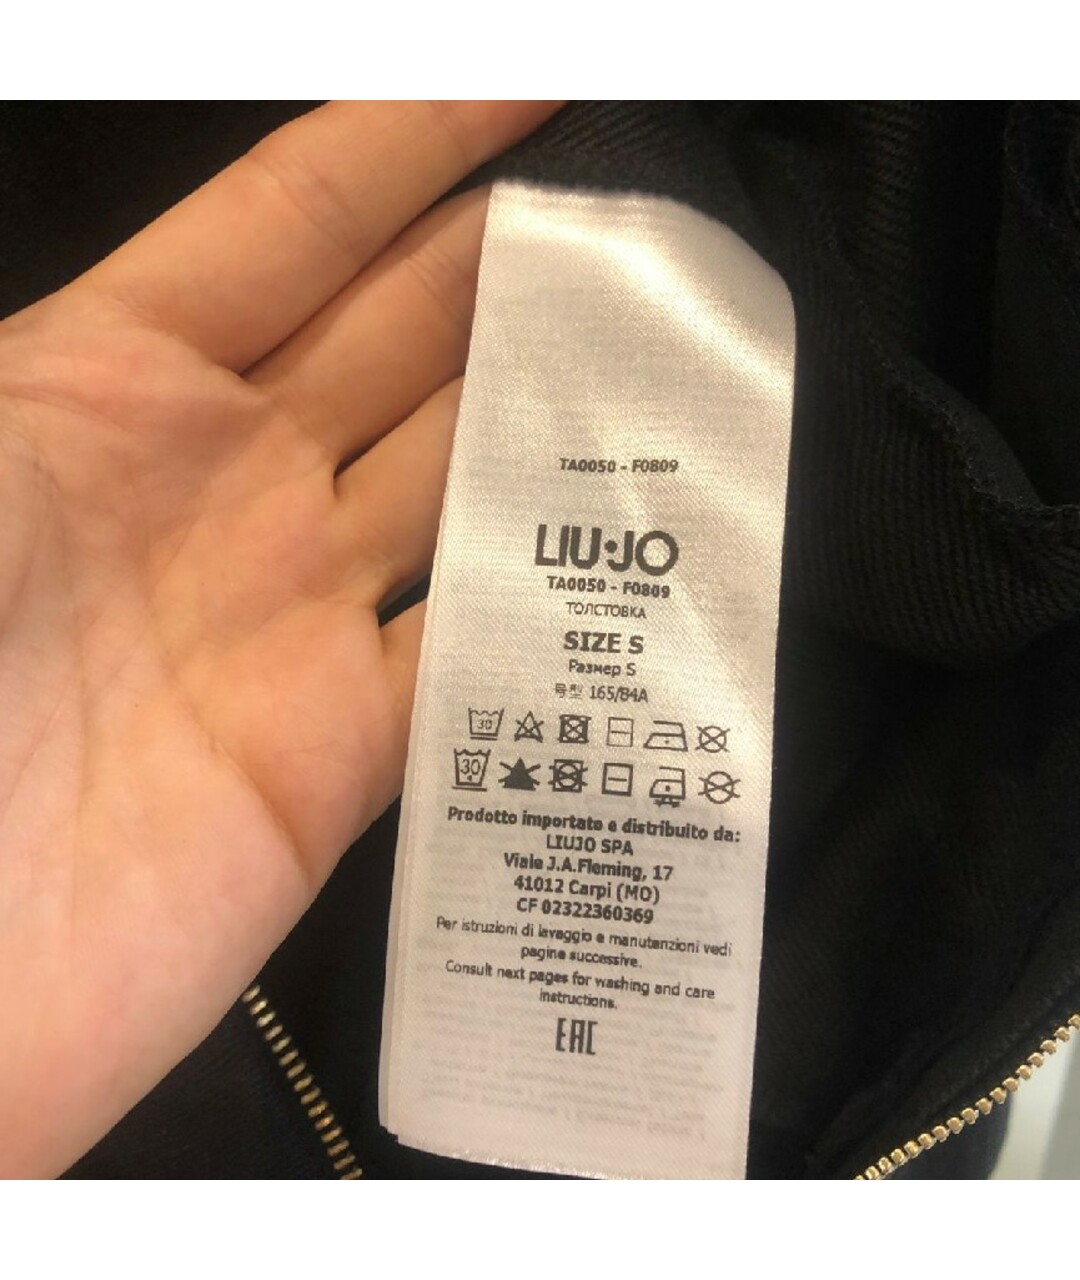 TA0050 - F0809
LIU·JO
TA0050 - F0809
ТОЛСТОВКА
SIZE S
Размер S
号型 165/84A
30
30
Prodotto importato e distribuito da:
LIUJO SPA
Viale J.A.Fleming, 17
41012 Carpi (MO)
CF 02322360369
Per istruzioni di lavaggio e manutenzioni vedi
pagine successive.
Consult next pages for washing and care
instructions.
EAC